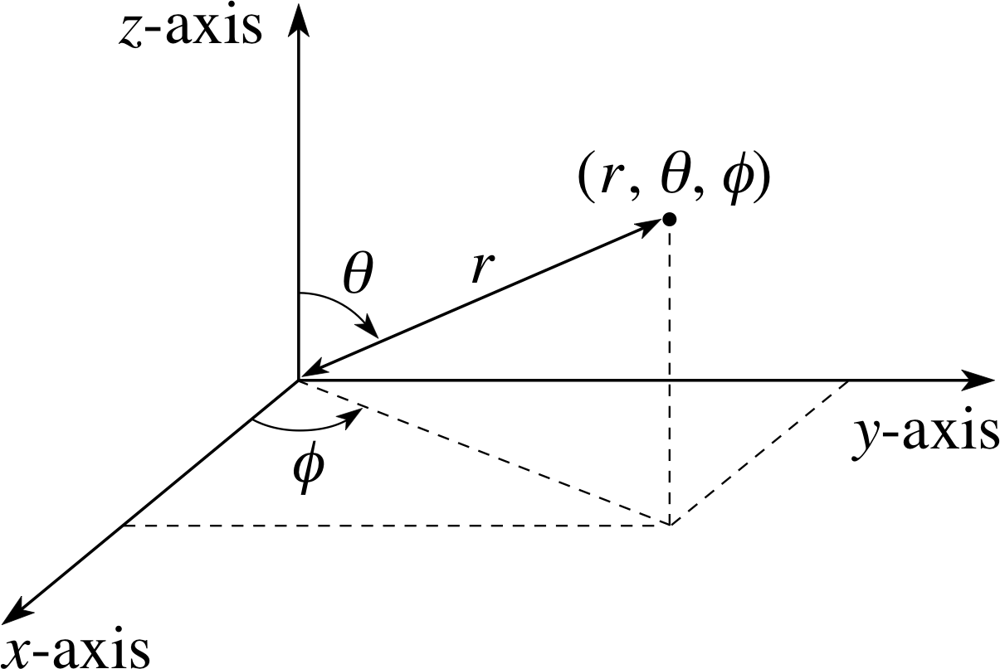 z-axis
(r, θ, ϕ)
θ
r
y-axis
ϕ
x-axis